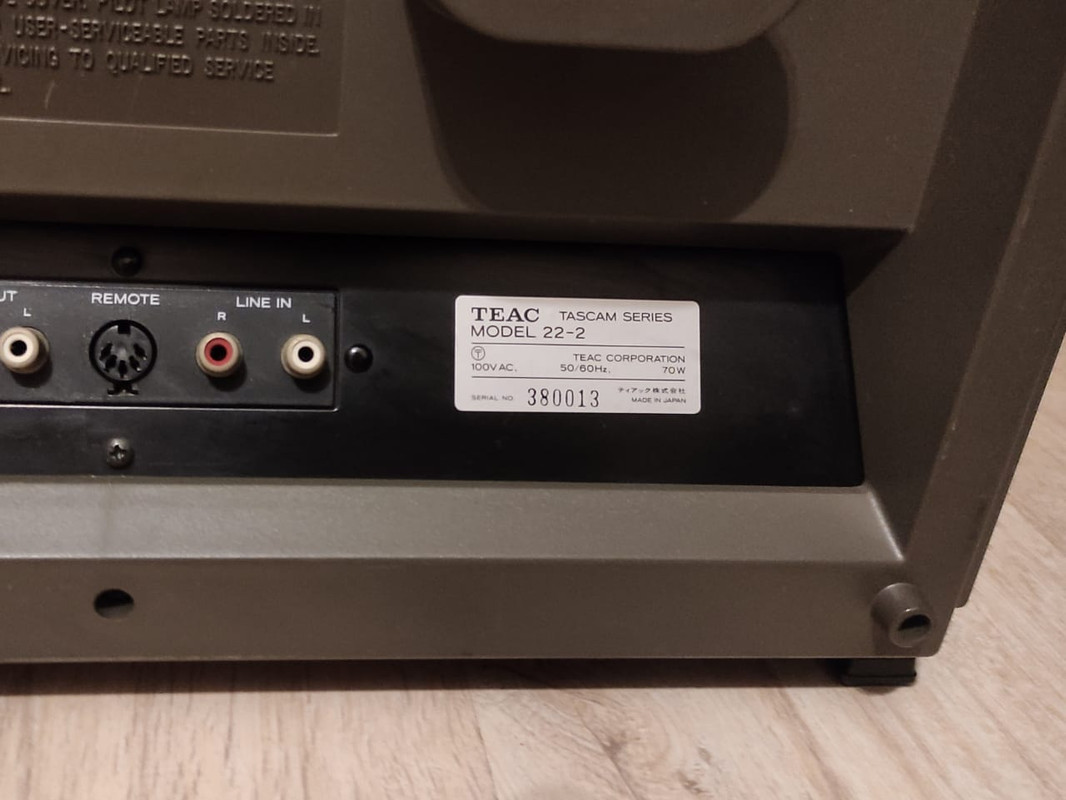 COVER. PILOT LAMP SOLDERED IN
USER-SERVICEABLE PARTS INSIDE.
TO QUALIFIED SERVICE
REMOTE
LINE IN
L
R
L
TEAC TASCAM SERIES
MODEL 22-2
TEAC CORPORATION
100V AC, 50/60Hz, 70W
SERIAL NO. 380013
ティアック株式会社
MADE IN JAPAN